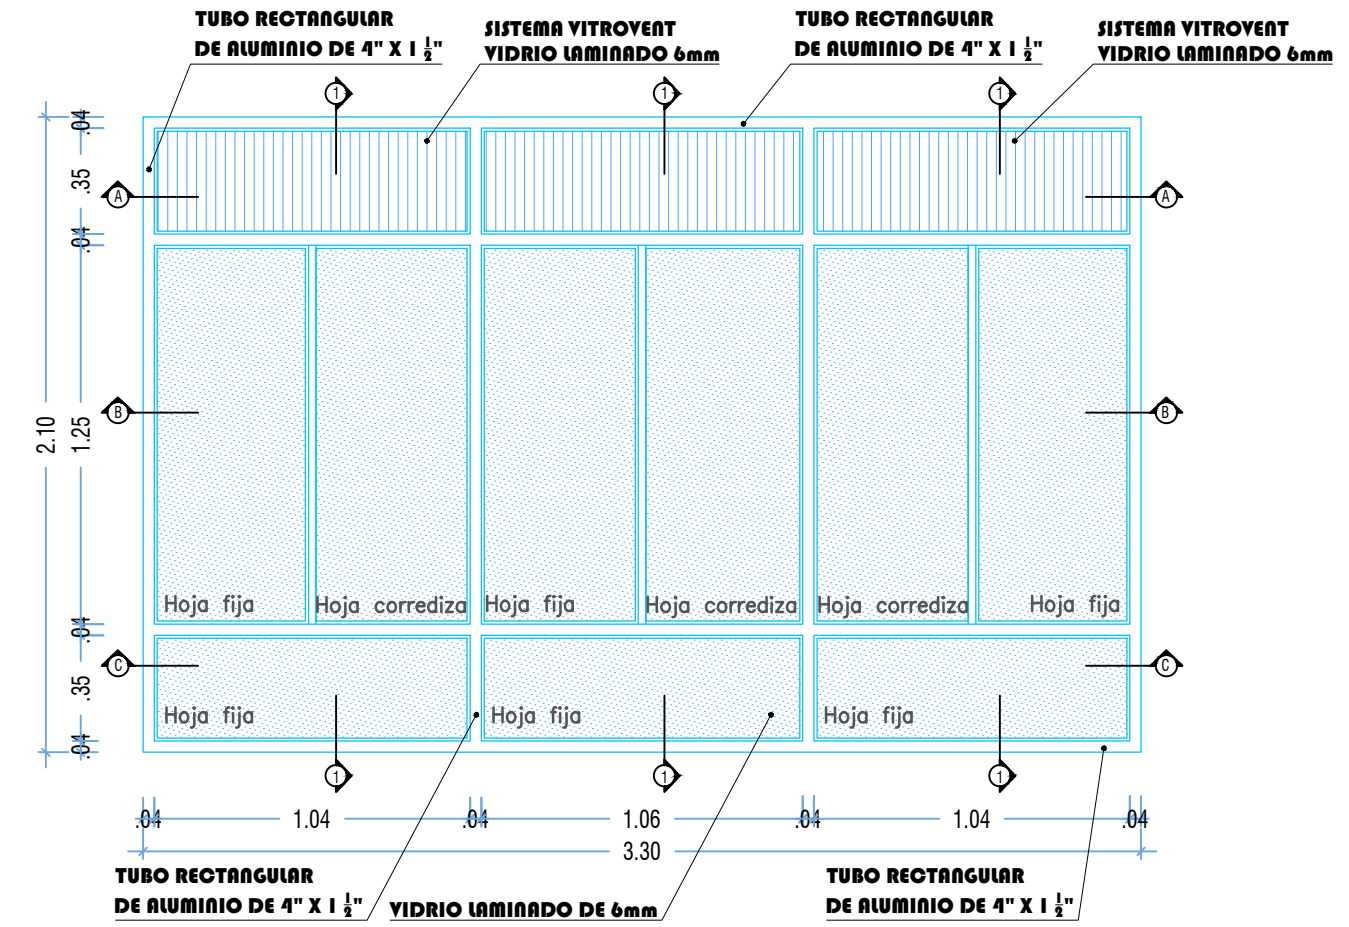 TUBO RECTANGULAR
DE ALUMINIO DE 4" X 1 1/2"
SISTEMA VITROVENT
VIDRIO LAMINADO 6mm
TUBO RECTANGULAR
DE ALUMINIO DE 4" X 1 1/2"
SISTEMA VITROVENT
VIDRIO LAMINADO 6mm
1
1
1
.04
.35
A
A
.04
2.10
1.25
B
B
Hoja fija
Hoja corrediza
Hoja fija
Hoja corrediza
Hoja corrediza
Hoja fija
.04
.35
C
C
Hoja fija
Hoja fija
Hoja fija
.04
1
1
1
.04
1.04
.04
1.06
.04
1.04
.04
3.30
TUBO RECTANGULAR
DE ALUMINIO DE 4" X 1 1/2"
VIDRIO LAMINADO DE 6mm
TUBO RECTANGULAR
DE ALUMINIO DE 4" X 1 1/2"